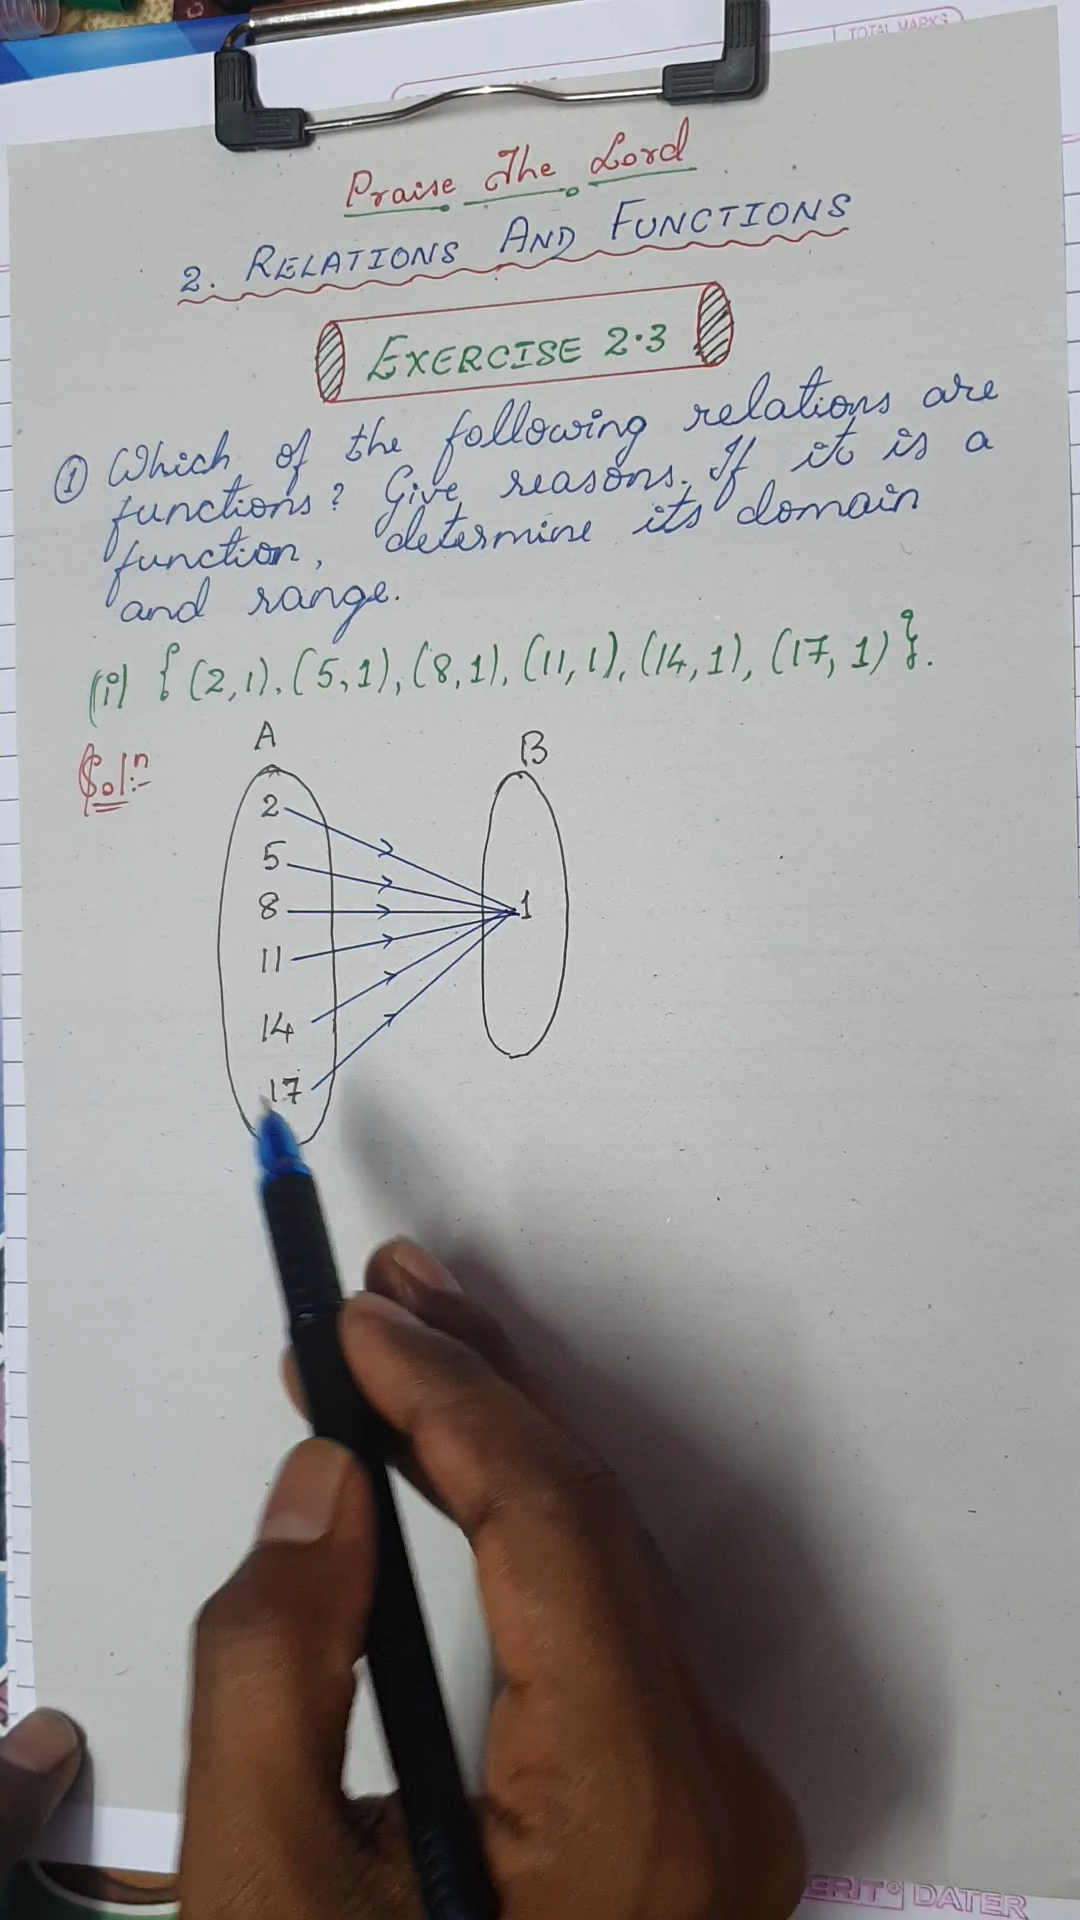 TOTAL MARKS
Praise The Lord
2. RELATIONS AND FUNCTIONS
EXERCISE 2.3
① Which of the following relations are
functions? Give reasons. If it is a
function, determine its domain
and range.
(i) { (2,1), (5,1), (8,1), (11,1), (14,1), (17,1) }.
Soln:-
A B
2
5
8 1
11
14
17
DATER